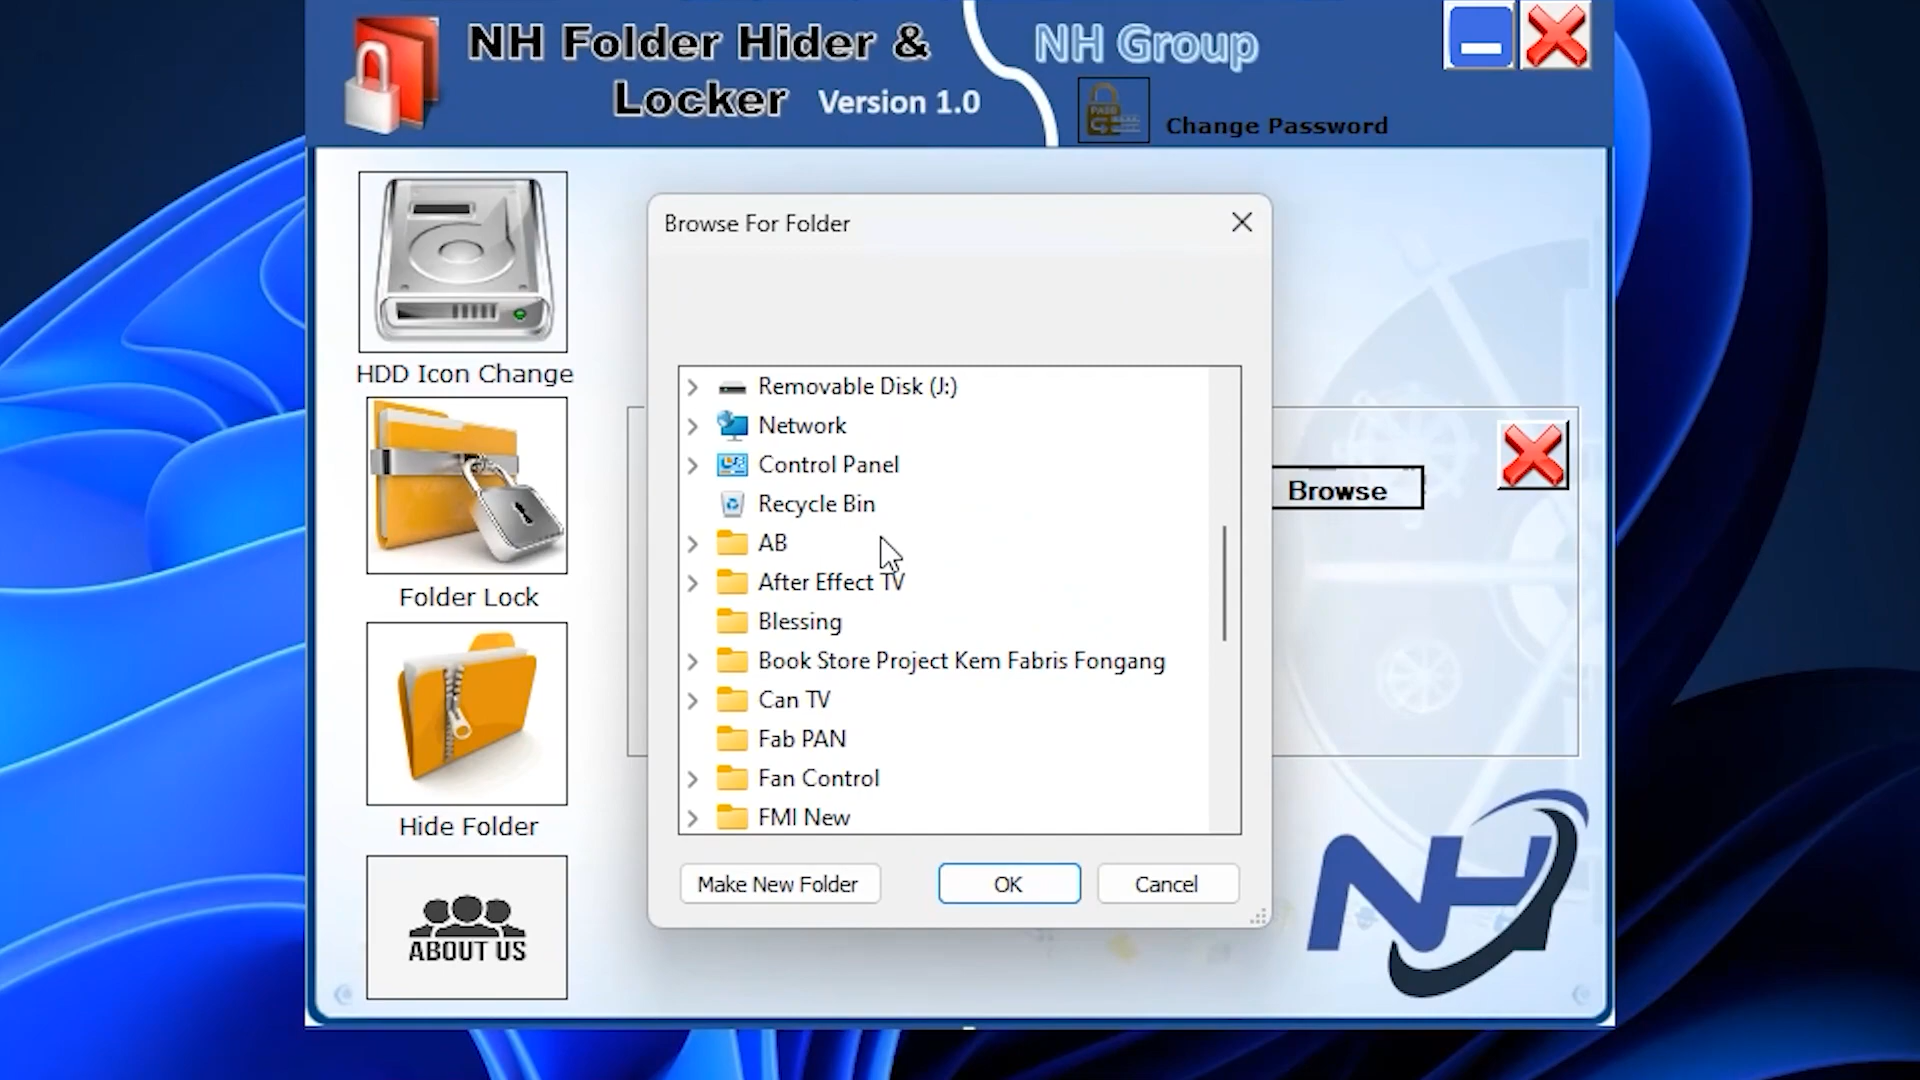 NH Folder Hider &
Locker Version 1.0
NH Group
PASS
Change Password
HDD Icon Change
Folder Lock
Hide Folder
ABOUT US
Browse For Folder
Removable Disk (J:)
Network
Control Panel
Recycle Bin
AB
After Effect TV
Blessing
Book Store Project Kem Fabris Fongang
Can TV
Fab PAN
Fan Control
FMI New
Make New Folder
OK
Cancel
Browse
NH